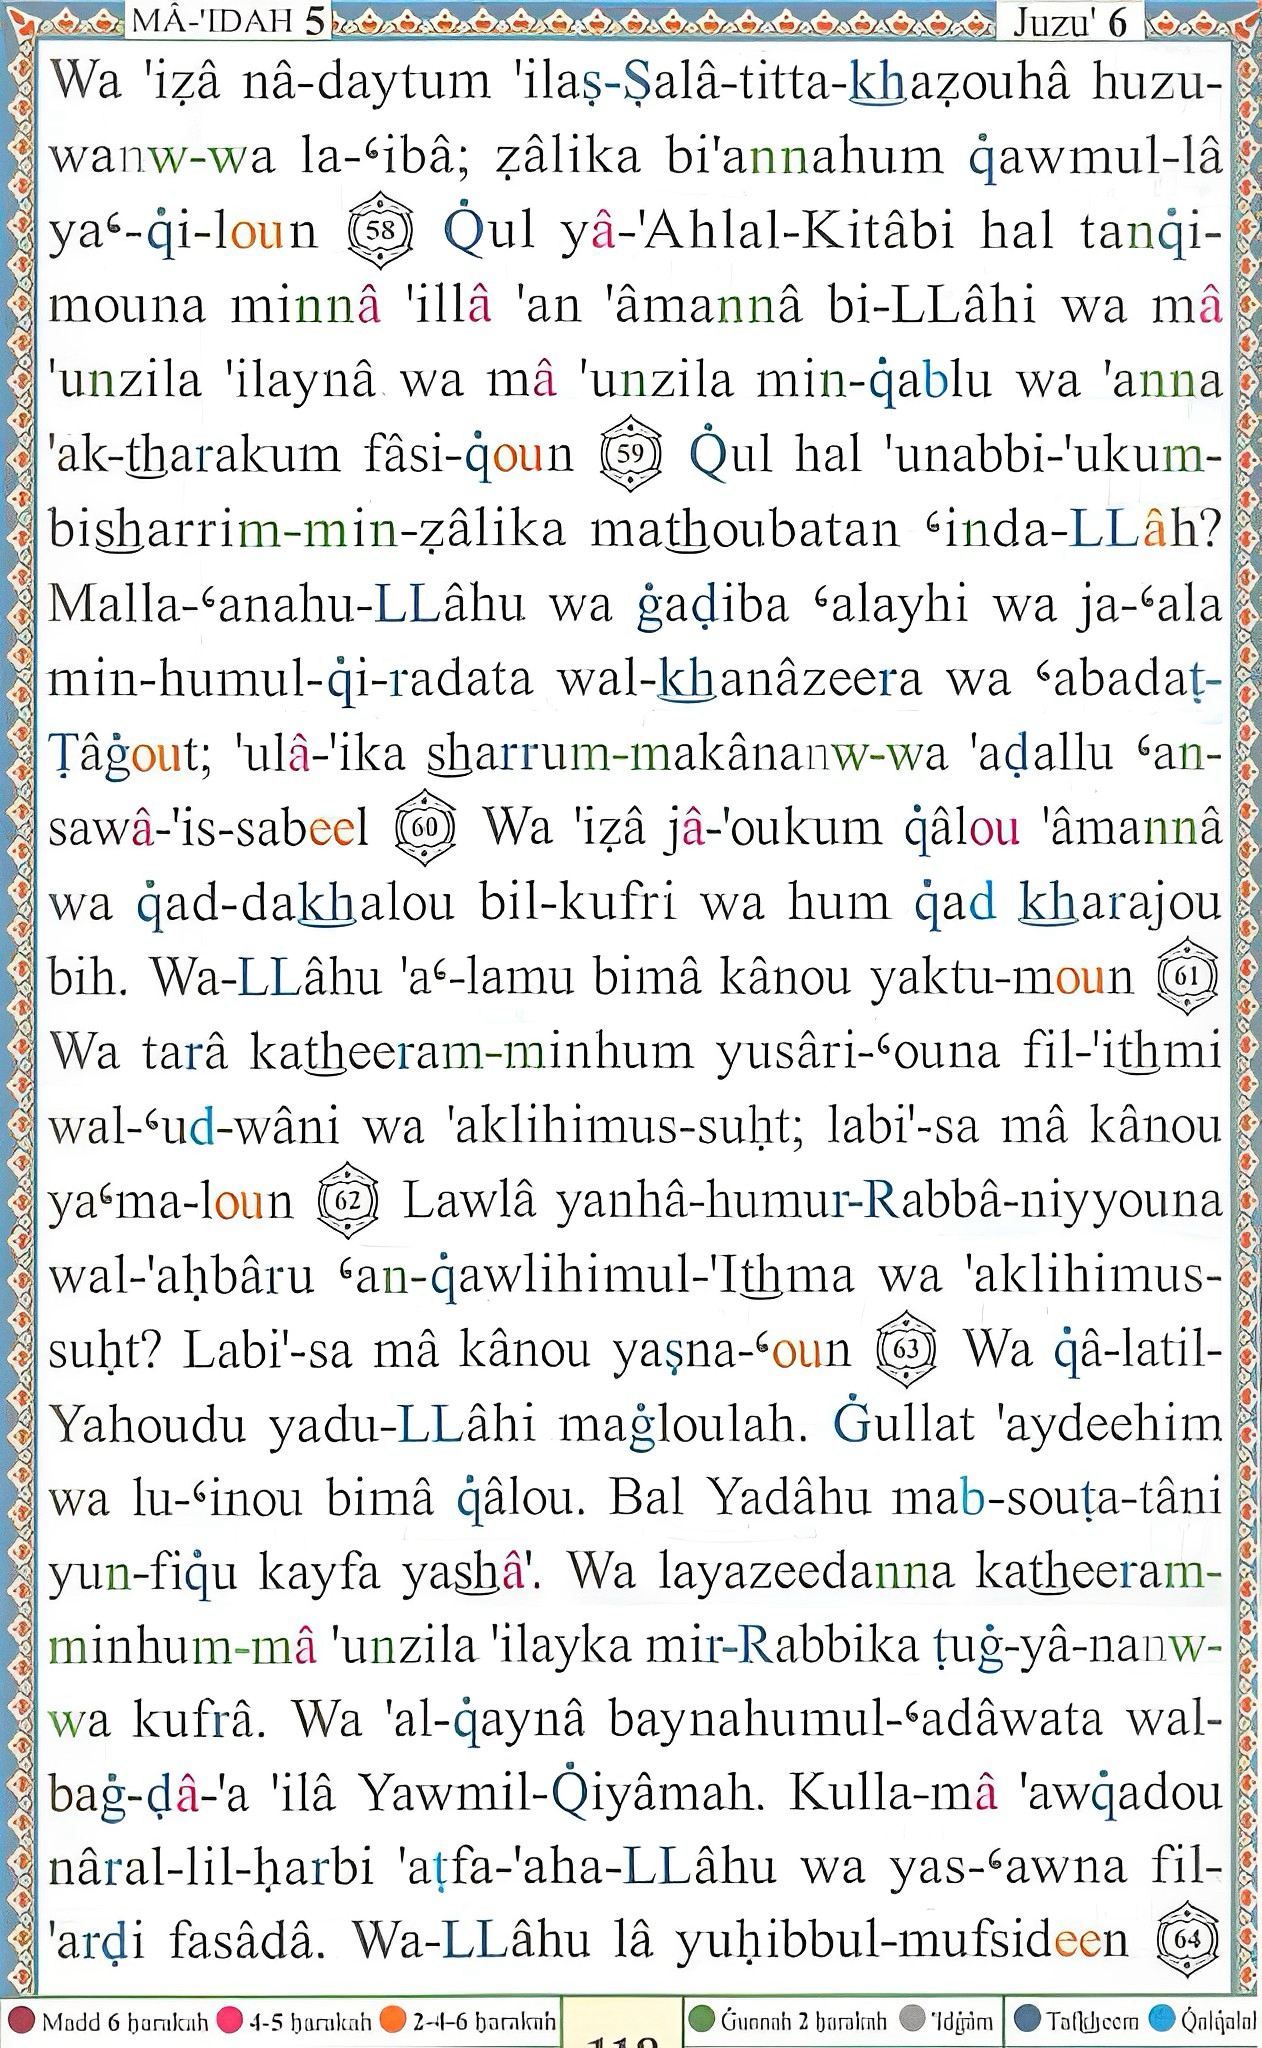 MÂ-'IDAH 5 Juzu' 6
Wa 'iẓâ nâ-daytum 'ilaṣ-Ṣalâ-titta-khaẓouhâ huzu-
wanw-wa la-ʿibâ; ẓâlika bi'annahum q̇awmul-lâ
yaʿ-q̇i-loun 58 Q̇ul yâ-'Ahlal-Kitâbi hal tanq̇i-
mouna minnâ 'illâ 'an 'âmannâ bi-LLâhi wa mâ
'unzila 'ilaynâ wa mâ 'unzila min-q̇ablu wa 'anna
'ak-tharakum fâsi-q̇oun 59 Q̇ul hal 'unabbi-'ukum-
bisharrim-min-ẓâlika mathoubatan ʿinda-LLâh?
Malla-ʿanahu-LLâhu wa ġaḍiba ʿalayhi wa ja-ʿala
min-humul-q̇i-radata wal-khanâzeera wa ʿabadaṭ-
Ṭâġout; 'ulâ-'ika sharrum-makânanw-wa 'aḍallu ʿan-
sawâ-'is-sabeel 60 Wa 'iẓâ jâ-'oukum q̇âlou 'âmannâ
wa q̇ad-dakhalou bil-kufri wa hum q̇ad kharajou
bih. Wa-LLâhu 'aʿ-lamu bimâ kânou yaktu-moun 61
Wa tarâ katheeram-minhum yusâri-ʿouna fil-'ithmi
wal-ʿud-wâni wa 'aklihimus-suḥt; labi'-sa mâ kânou
yaʿma-loun 62 Lawlâ yanhâ-humur-Rabbâ-niyyouna
wal-'aḥbâru ʿan-q̇awlihimul-'Ithma wa 'aklihimus-
suḥt? Labi'-sa mâ kânou yaṣna-ʿoun 63 Wa q̇â-latil-
Yahoudu yadu-LLâhi maġloulah. Ġullat 'aydeehim
wa lu-ʿinou bimâ q̇âlou. Bal Yadâhu mab-souṭa-tâni
yun-fiq̇u kayfa yashâ'. Wa layazeedanna katheeram-
minhum-mâ 'unzila 'ilayka mir-Rabbika ṭuġ-yâ-nanw-
wa kufrâ. Wa 'al-q̇aynâ baynahumul-ʿadâwata wal-
baġ-ḍâ-'a 'ilâ Yawmil-Q̇iyâmah. Kulla-mâ 'awq̇adou
nâral-lil-ḥarbi 'aṭfa-'aha-LLâhu wa yas-ʿawna fil-
'arḍi fasâdâ. Wa-LLâhu lâ yuḥibbul-mufsideen 64
Madd 6 ḥarakah 4-5 ḥarakah 2-4-6 ḥarakah Ġunnah 2 ḥarakah 'Idġâm Tafkheem Q̇alq̇alah